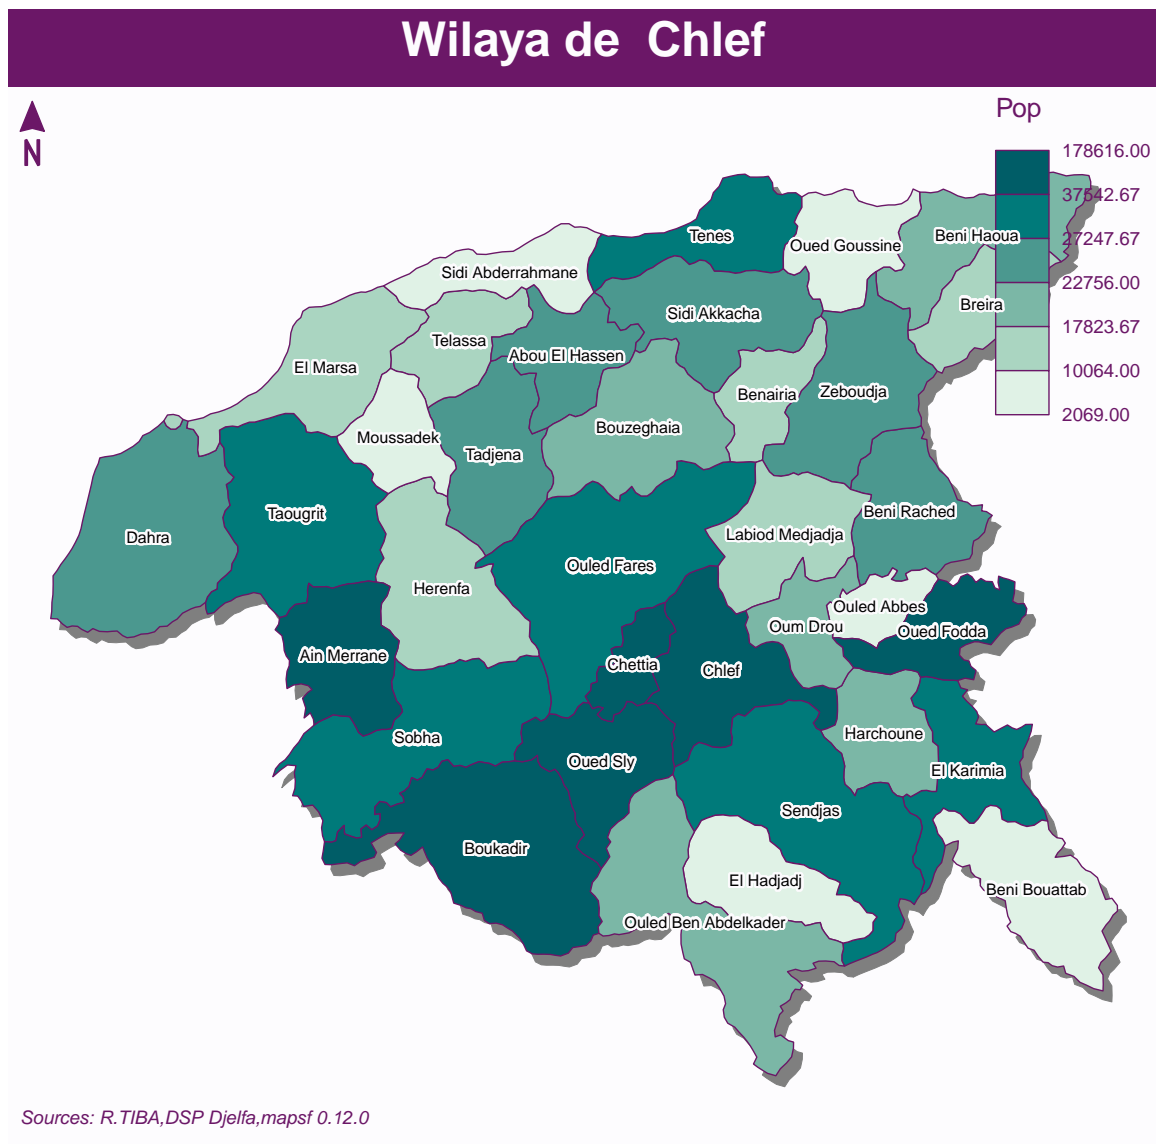 Wilaya de  Chlef
N
Pop
178616.00
37542.67
27247.67
22756.00
17823.67
10064.00
2069.00
Tenes
Oued Goussine
Beni Haoua
Sidi Abderrahmane
Breira
Sidi Akkacha
Telassa
Abou El Hassen
El Marsa
Benairia
Zeboudja
Moussadek
Bouzeghaia
Tadjena
Taougrit
Beni Rached
Dahra
Labiod Medjadja
Ouled Fares
Herenfa
Ouled Abbes
Oum Drou
Oued Fodda
Ain Merrane
Chettia
Chlef
Sobha
Harchoune
Oued Sly
El Karimia
Sendjas
Boukadir
El Hadjadj
Beni Bouattab
Ouled Ben Abdelkader
Sources: R.TIBA,DSP Djelfa,mapsf 0.12.0